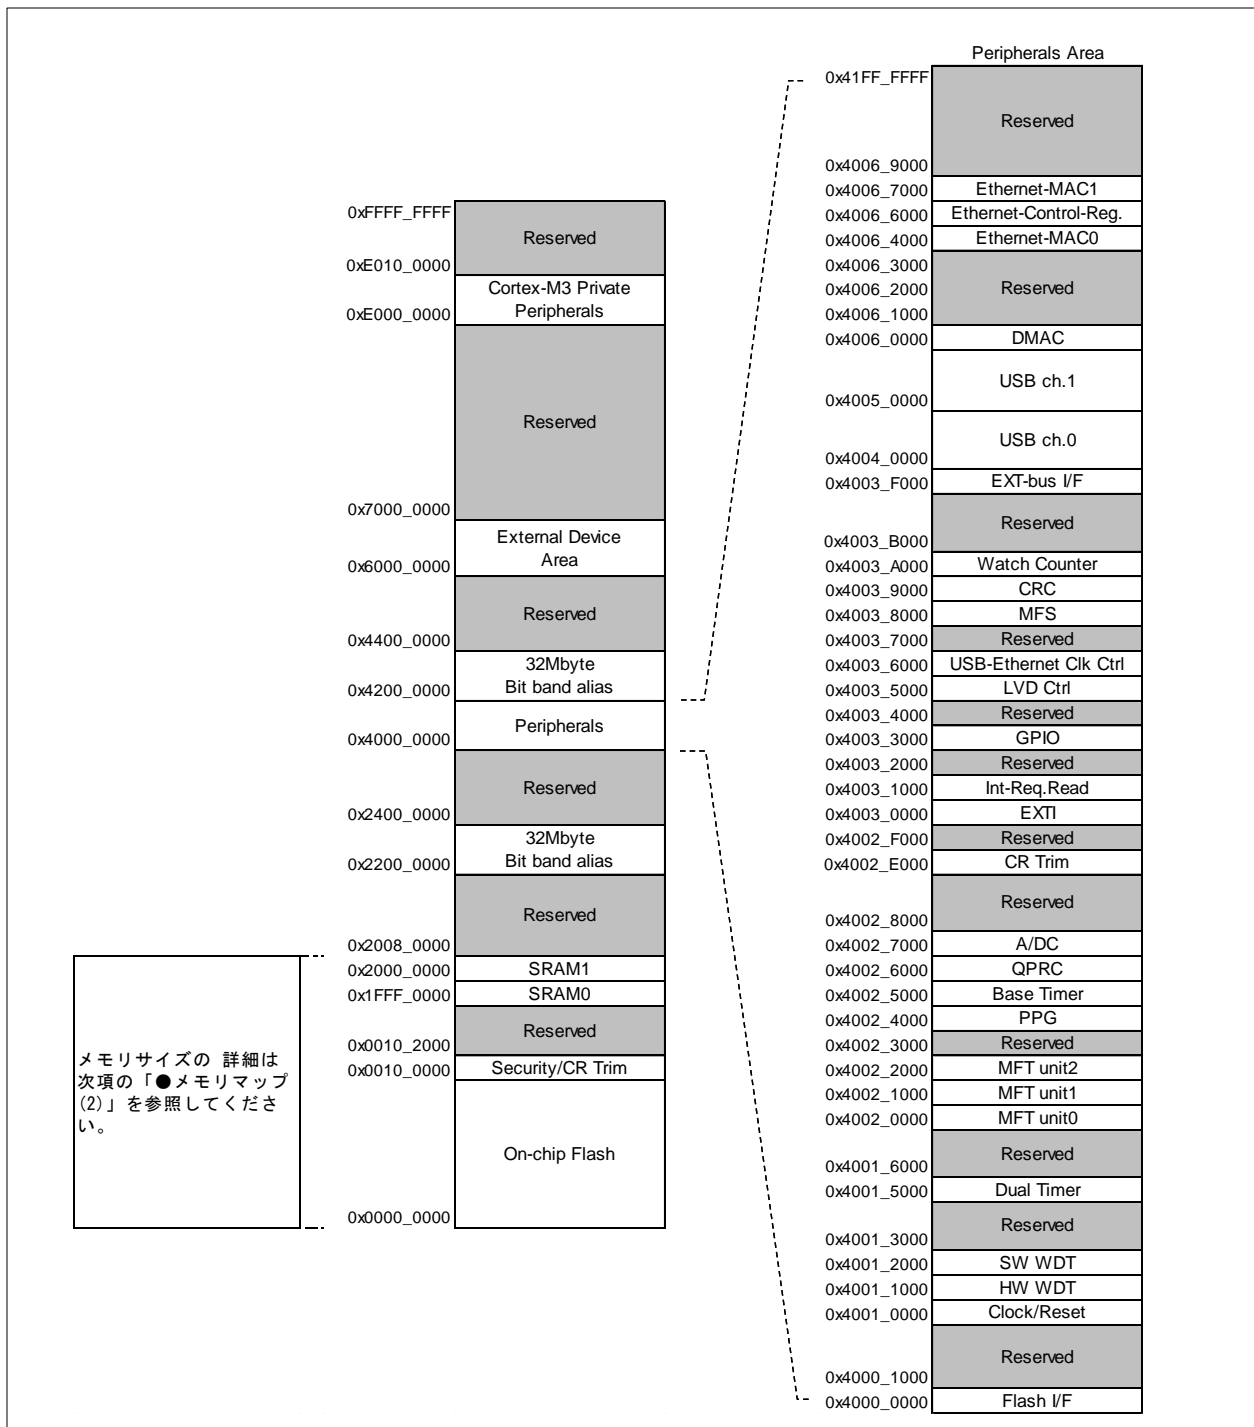 0xFFFF_FFFF
Reserved
0xE010_0000
Cortex-M3 Private
Peripherals
0xE000_0000
Reserved
0x7000_0000
External Device
Area
0x6000_0000
Reserved
0x4400_0000
32Mbyte
Bit band alias
0x4200_0000
Peripherals
0x4000_0000
Reserved
0x2400_0000
32Mbyte
Bit band alias
0x2200_0000
Reserved
0x2008_0000
0x2000_0000 SRAM1
0x1FFF_0000 SRAM0
Reserved
0x0010_2000
0x0010_0000 Security/CR Trim
On-chip Flash
0x0000_0000
メモリサイズの 詳細は
次項の「●メモリマップ
(2)」を参照してくださ
い。
Peripherals Area
0x41FF_FFFF
Reserved
0x4006_9000
0x4006_7000 Ethernet-MAC1
0x4006_6000 Ethernet-Control-Reg.
0x4006_4000 Ethernet-MAC0
0x4006_3000
0x4006_2000 Reserved
0x4006_1000
0x4006_0000 DMAC
USB ch.1
0x4005_0000
USB ch.0
0x4004_0000
0x4003_F000 EXT-bus I/F
Reserved
0x4003_B000
0x4003_A000 Watch Counter
0x4003_9000 CRC
0x4003_8000 MFS
0x4003_7000 Reserved
0x4003_6000 USB-Ethernet Clk Ctrl
0x4003_5000 LVD Ctrl
0x4003_4000 Reserved
0x4003_3000 GPIO
0x4003_2000 Reserved
0x4003_1000 Int-Req.Read
0x4003_0000 EXTI
0x4002_F000 Reserved
0x4002_E000 CR Trim
Reserved
0x4002_8000
0x4002_7000 A/DC
0x4002_6000 QPRC
0x4002_5000 Base Timer
0x4002_4000 PPG
0x4002_3000 Reserved
0x4002_2000 MFT unit2
0x4002_1000 MFT unit1
0x4002_0000 MFT unit0
Reserved
0x4001_6000
0x4001_5000 Dual Timer
Reserved
0x4001_3000
0x4001_2000 SW WDT
0x4001_1000 HW WDT
0x4001_0000 Clock/Reset
Reserved
0x4000_1000
0x4000_0000 Flash I/F